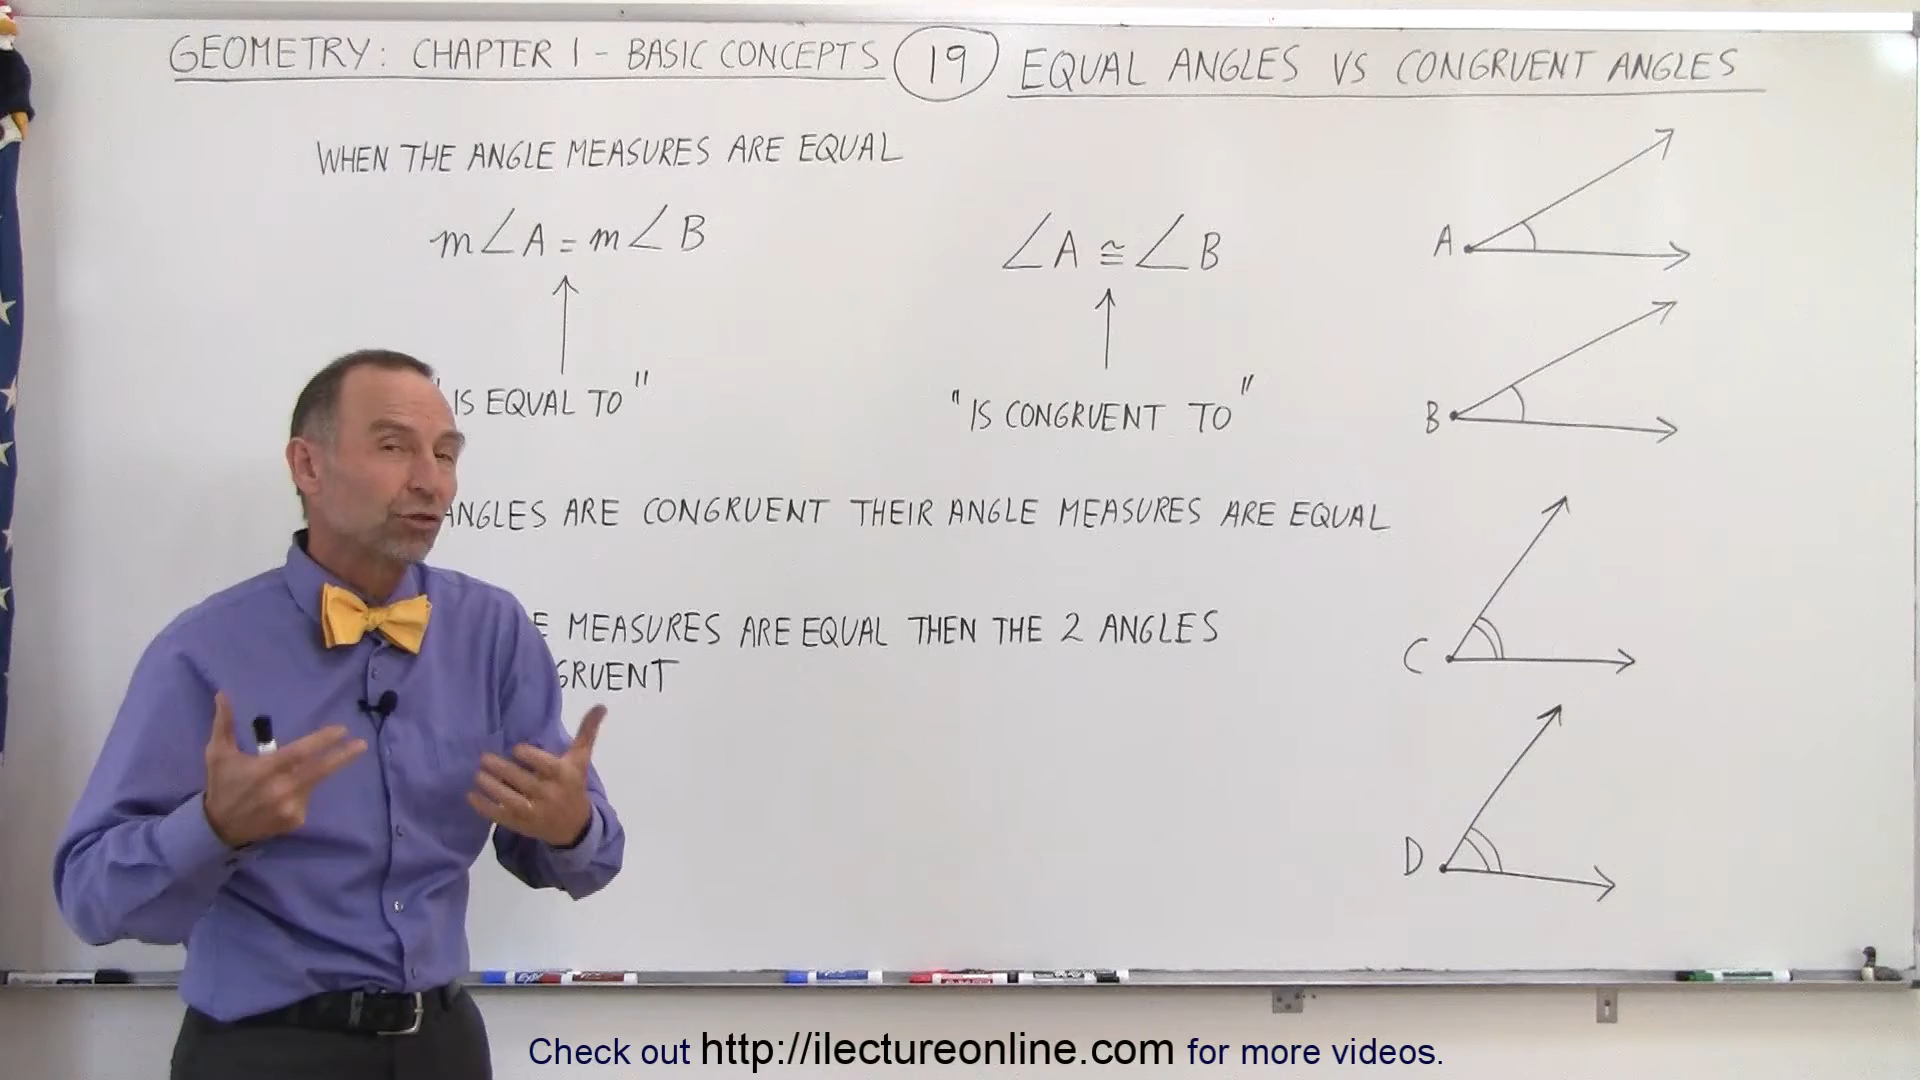 GEOMETRY: CHAPTER 1 - BASIC CONCEPTS 19 EQUAL ANGLES VS CONGRUENT ANGLES
WHEN THE ANGLE MEASURES ARE EQUAL
m∠A = m∠B
∠A ≅ ∠B
"IS EQUAL TO"
"IS CONGRUENT TO"
ANGLES ARE CONGRUENT THEIR ANGLE MEASURES ARE EQUAL
MEASURES ARE EQUAL THEN THE 2 ANGLES
A
B
C
D
Check out http://ilectureonline.com for more videos.